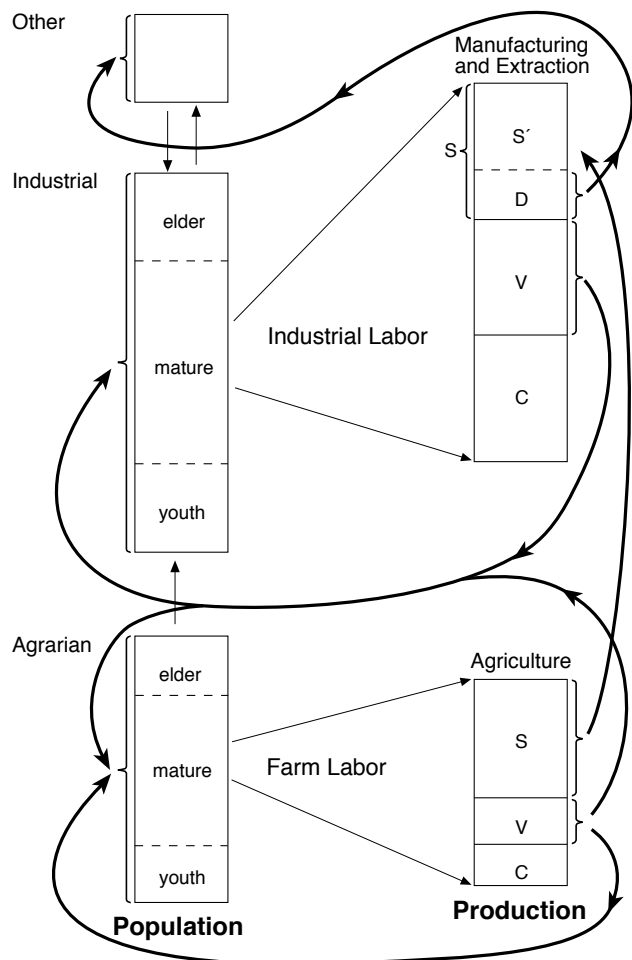 Other
Manufacturing
and Extraction
S
S´
D
Industrial
elder
V
Industrial Labor
mature
C
youth
Agrarian
elder
Agriculture
S
mature
Farm Labor
V
youth
C
Population
Production